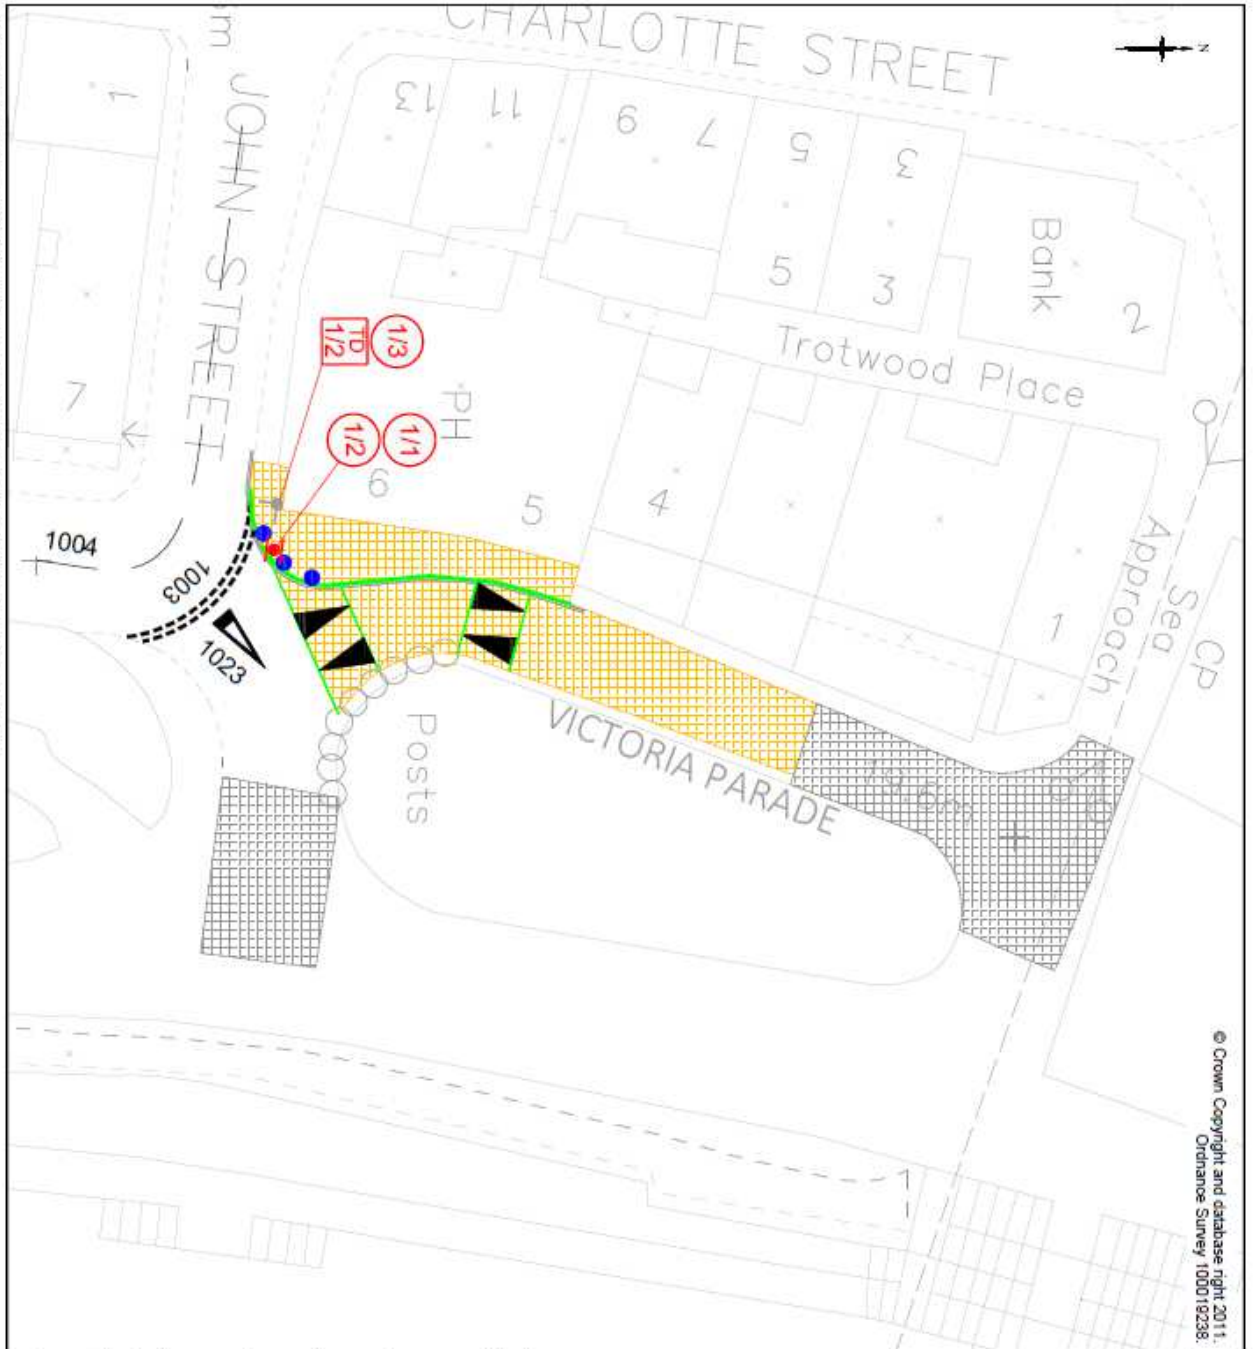 CHARLOTTE STREET
N
m
JOHN STREET
1
13
11
9
7
5
3
5
3
Bank
2
Trotwood Place
7
TD
1/2
1/3
1/2
1/1
PH
6
5
4
1
Sea
Approach
Cp
1004
1003
1023
Posts
VICTORIA PARADE
19.6m
© Crown Copyright and database right 2011.
Ordnance Survey 100019238.